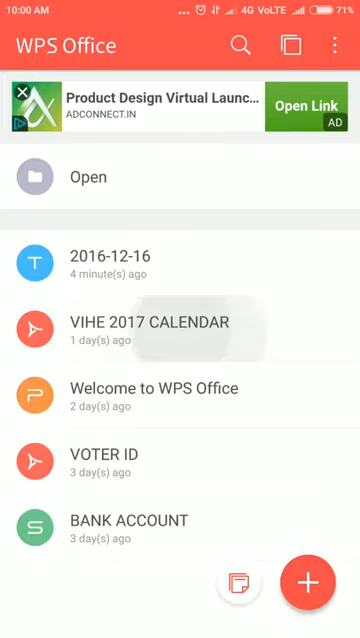 10:00 AM ... 4G VoLTE 71%
WPS Office
Product Design Virtual Launc...
ADCONNECT.IN
Open Link
AD
Open
T
2016-12-16
4 minute(s) ago
VIHE 2017 CALENDAR
1 day(s) ago
P
Welcome to WPS Office
2 day(s) ago
VOTER ID
3 day(s) ago
S
BANK ACCOUNT
3 day(s) ago